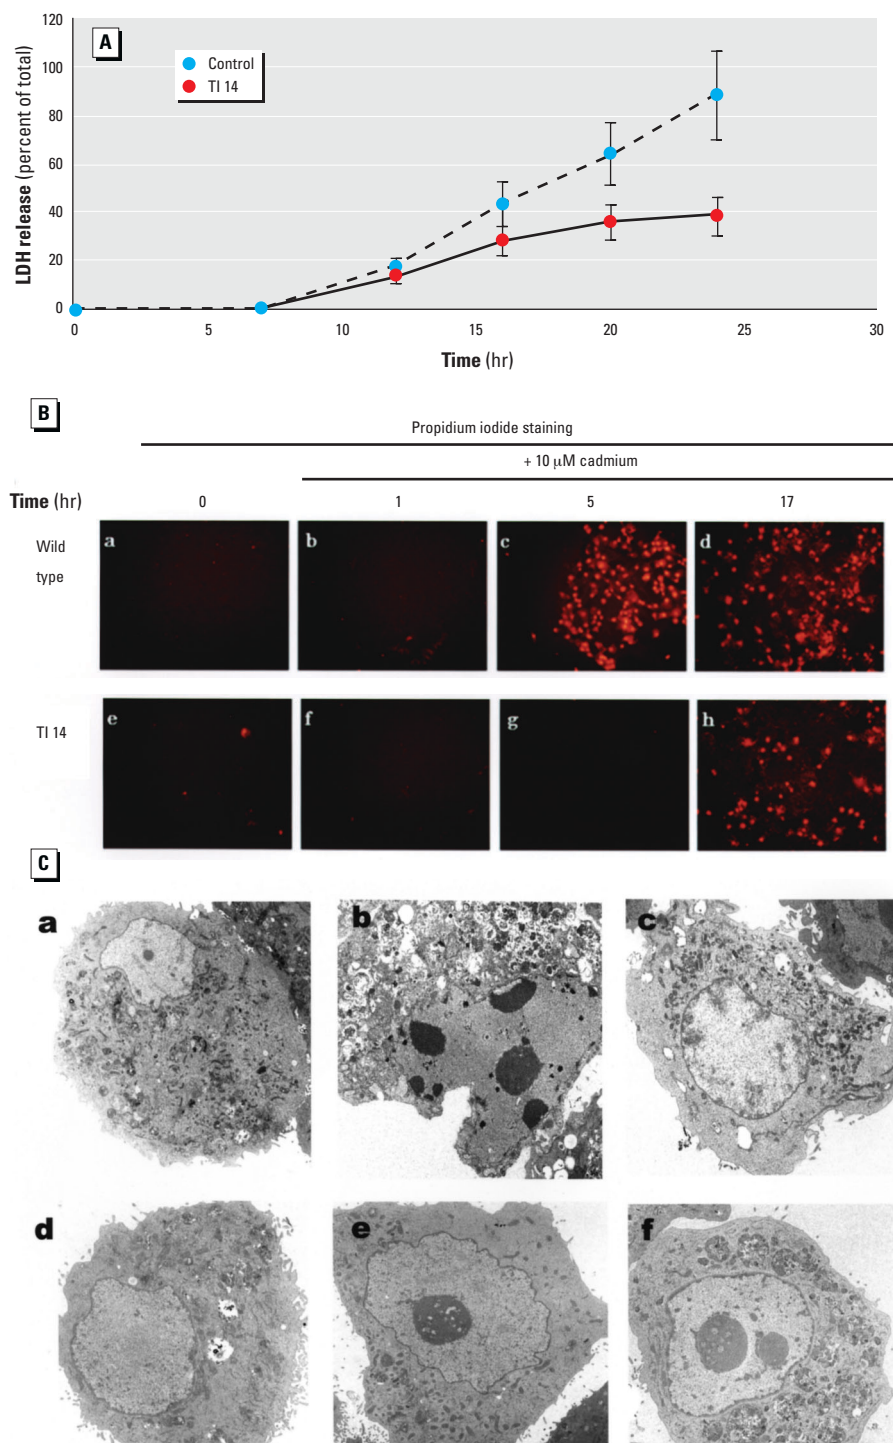 A
Control
TI 14
120
100
80
60
40
20
0
LDH release (percent of total)
0 5 10 15 20 25 30
Time (hr)
B
Propidium iodide staining
+ 10 μM cadmium
Time (hr) 0 1 5 17
Wild type
a b c d
TI 14
e f g h
C
a b c
d e f